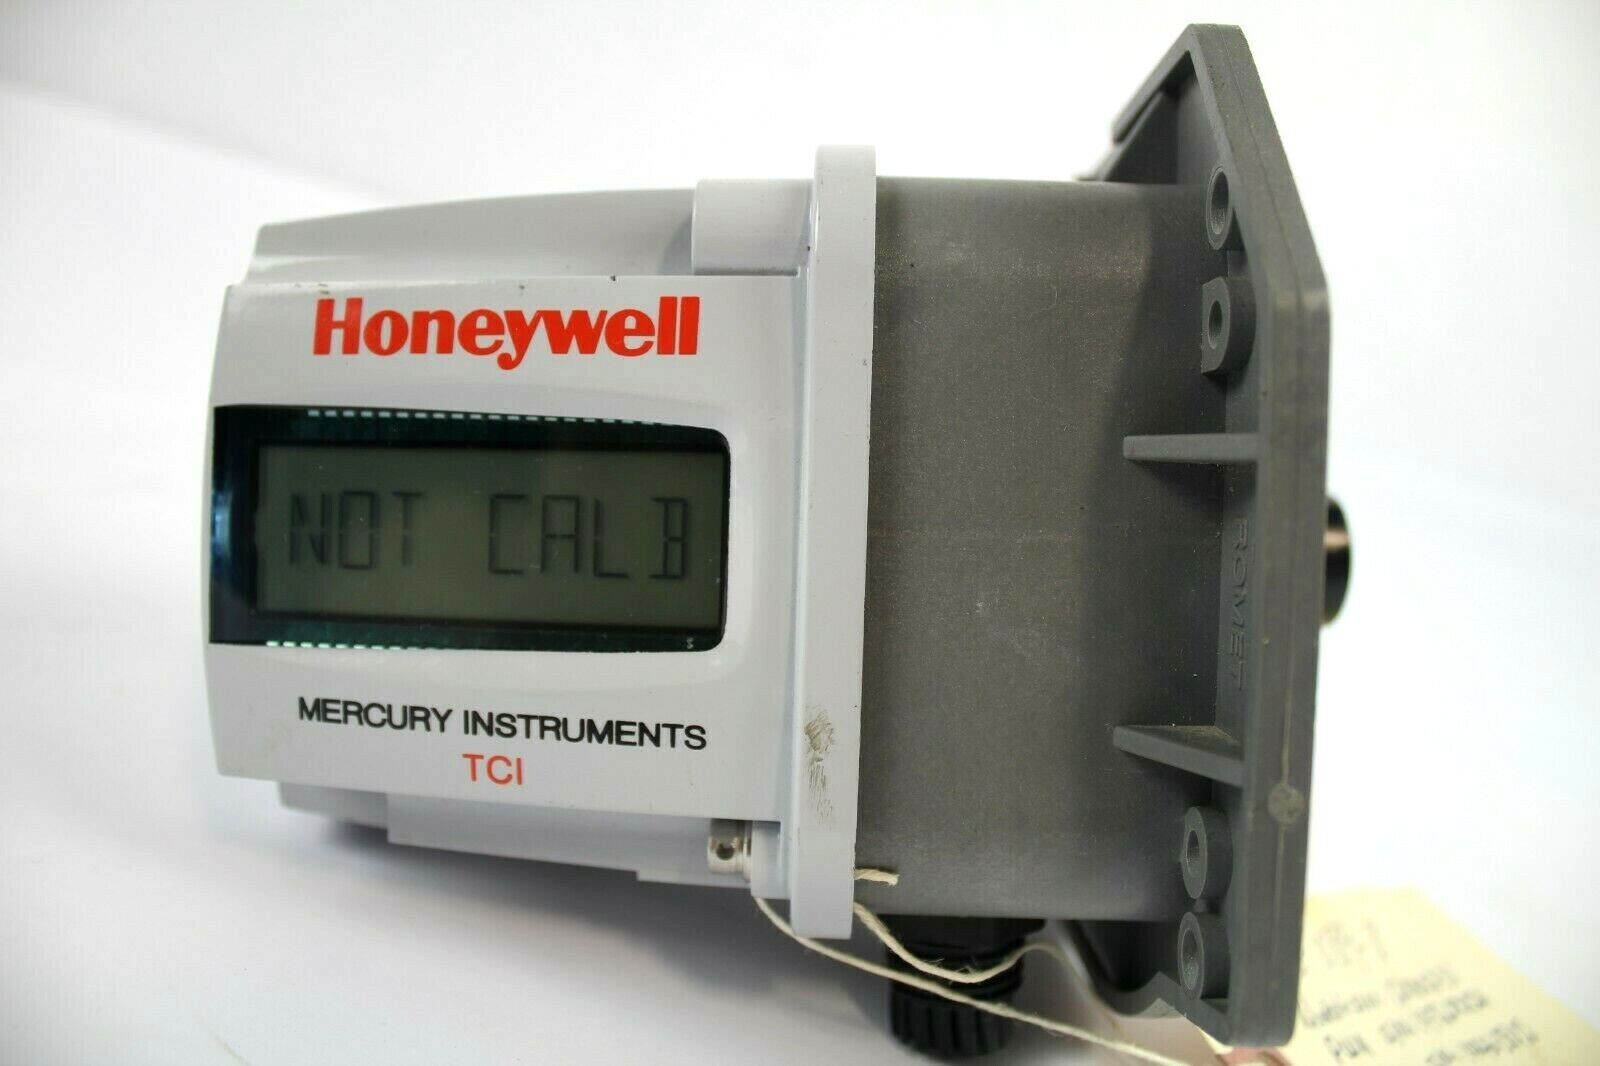 Honeywell
NOT CALB
MERCURY INSTRUMENTS
TCI
ROMET